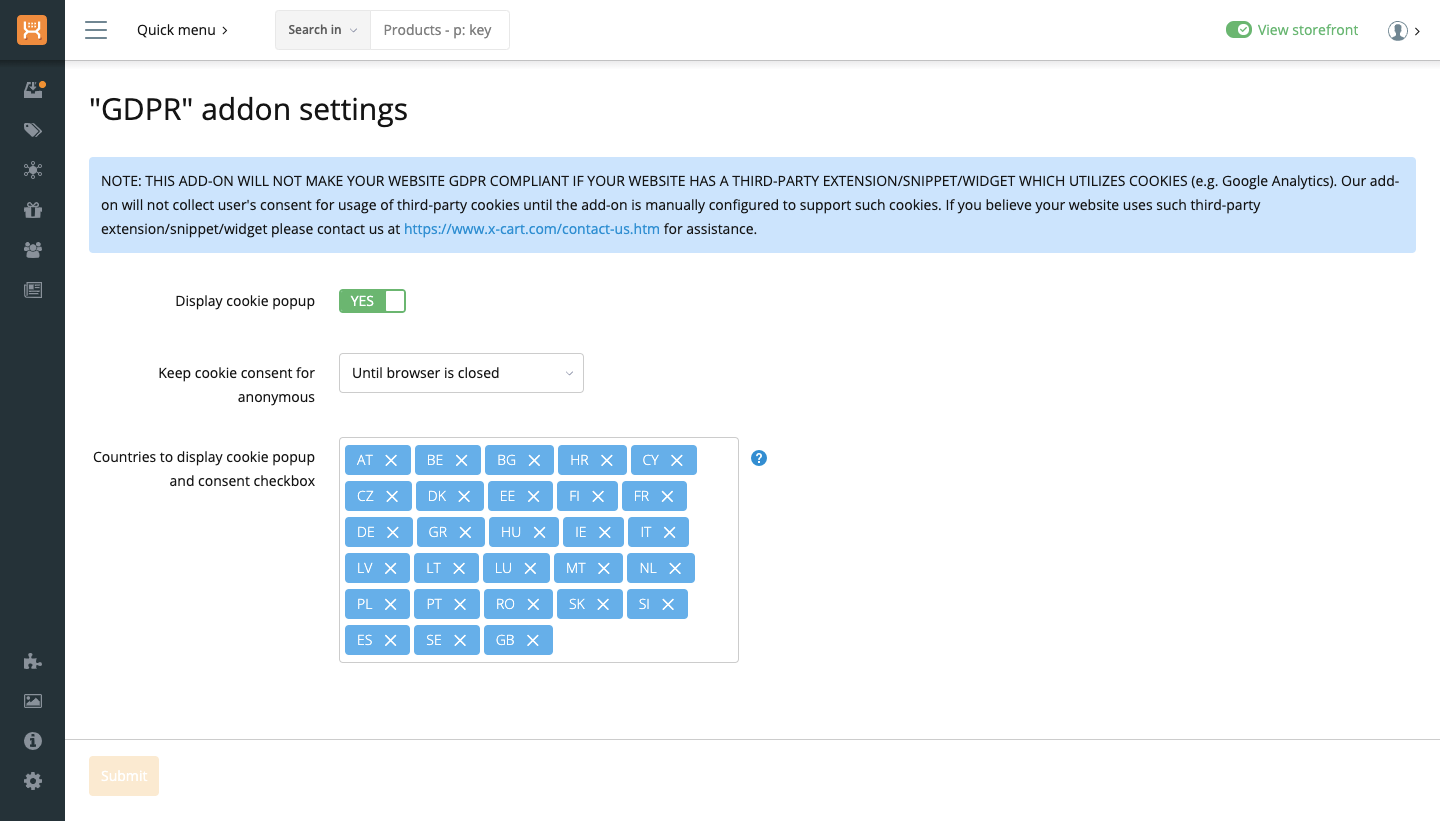 Quick menu
Search in
Products - p: key
View storefront
"GDPR" addon settings
NOTE: THIS ADD-ON WILL NOT MAKE YOUR WEBSITE GDPR COMPLIANT IF YOUR WEBSITE HAS A THIRD-PARTY EXTENSION/SNIPPET/WIDGET WHICH UTILIZES COOKIES (e.g. Google Analytics). Our add-
on will not collect user's consent for usage of third-party cookies until the add-on is manually configured to support such cookies. If you believe your website uses such third-party
extension/snippet/widget please contact us at https://www.x-cart.com/contact-us.htm for assistance.
Display cookie popup
YES
Keep cookie consent for
anonymous
Until browser is closed
Countries to display cookie popup
and consent checkbox
AT BE BG HR CY
CZ DK EE FI FR
DE GR HU IE IT
LV LT LU MT NL
PL PT RO SK SI
ES SE GB
?
Submit